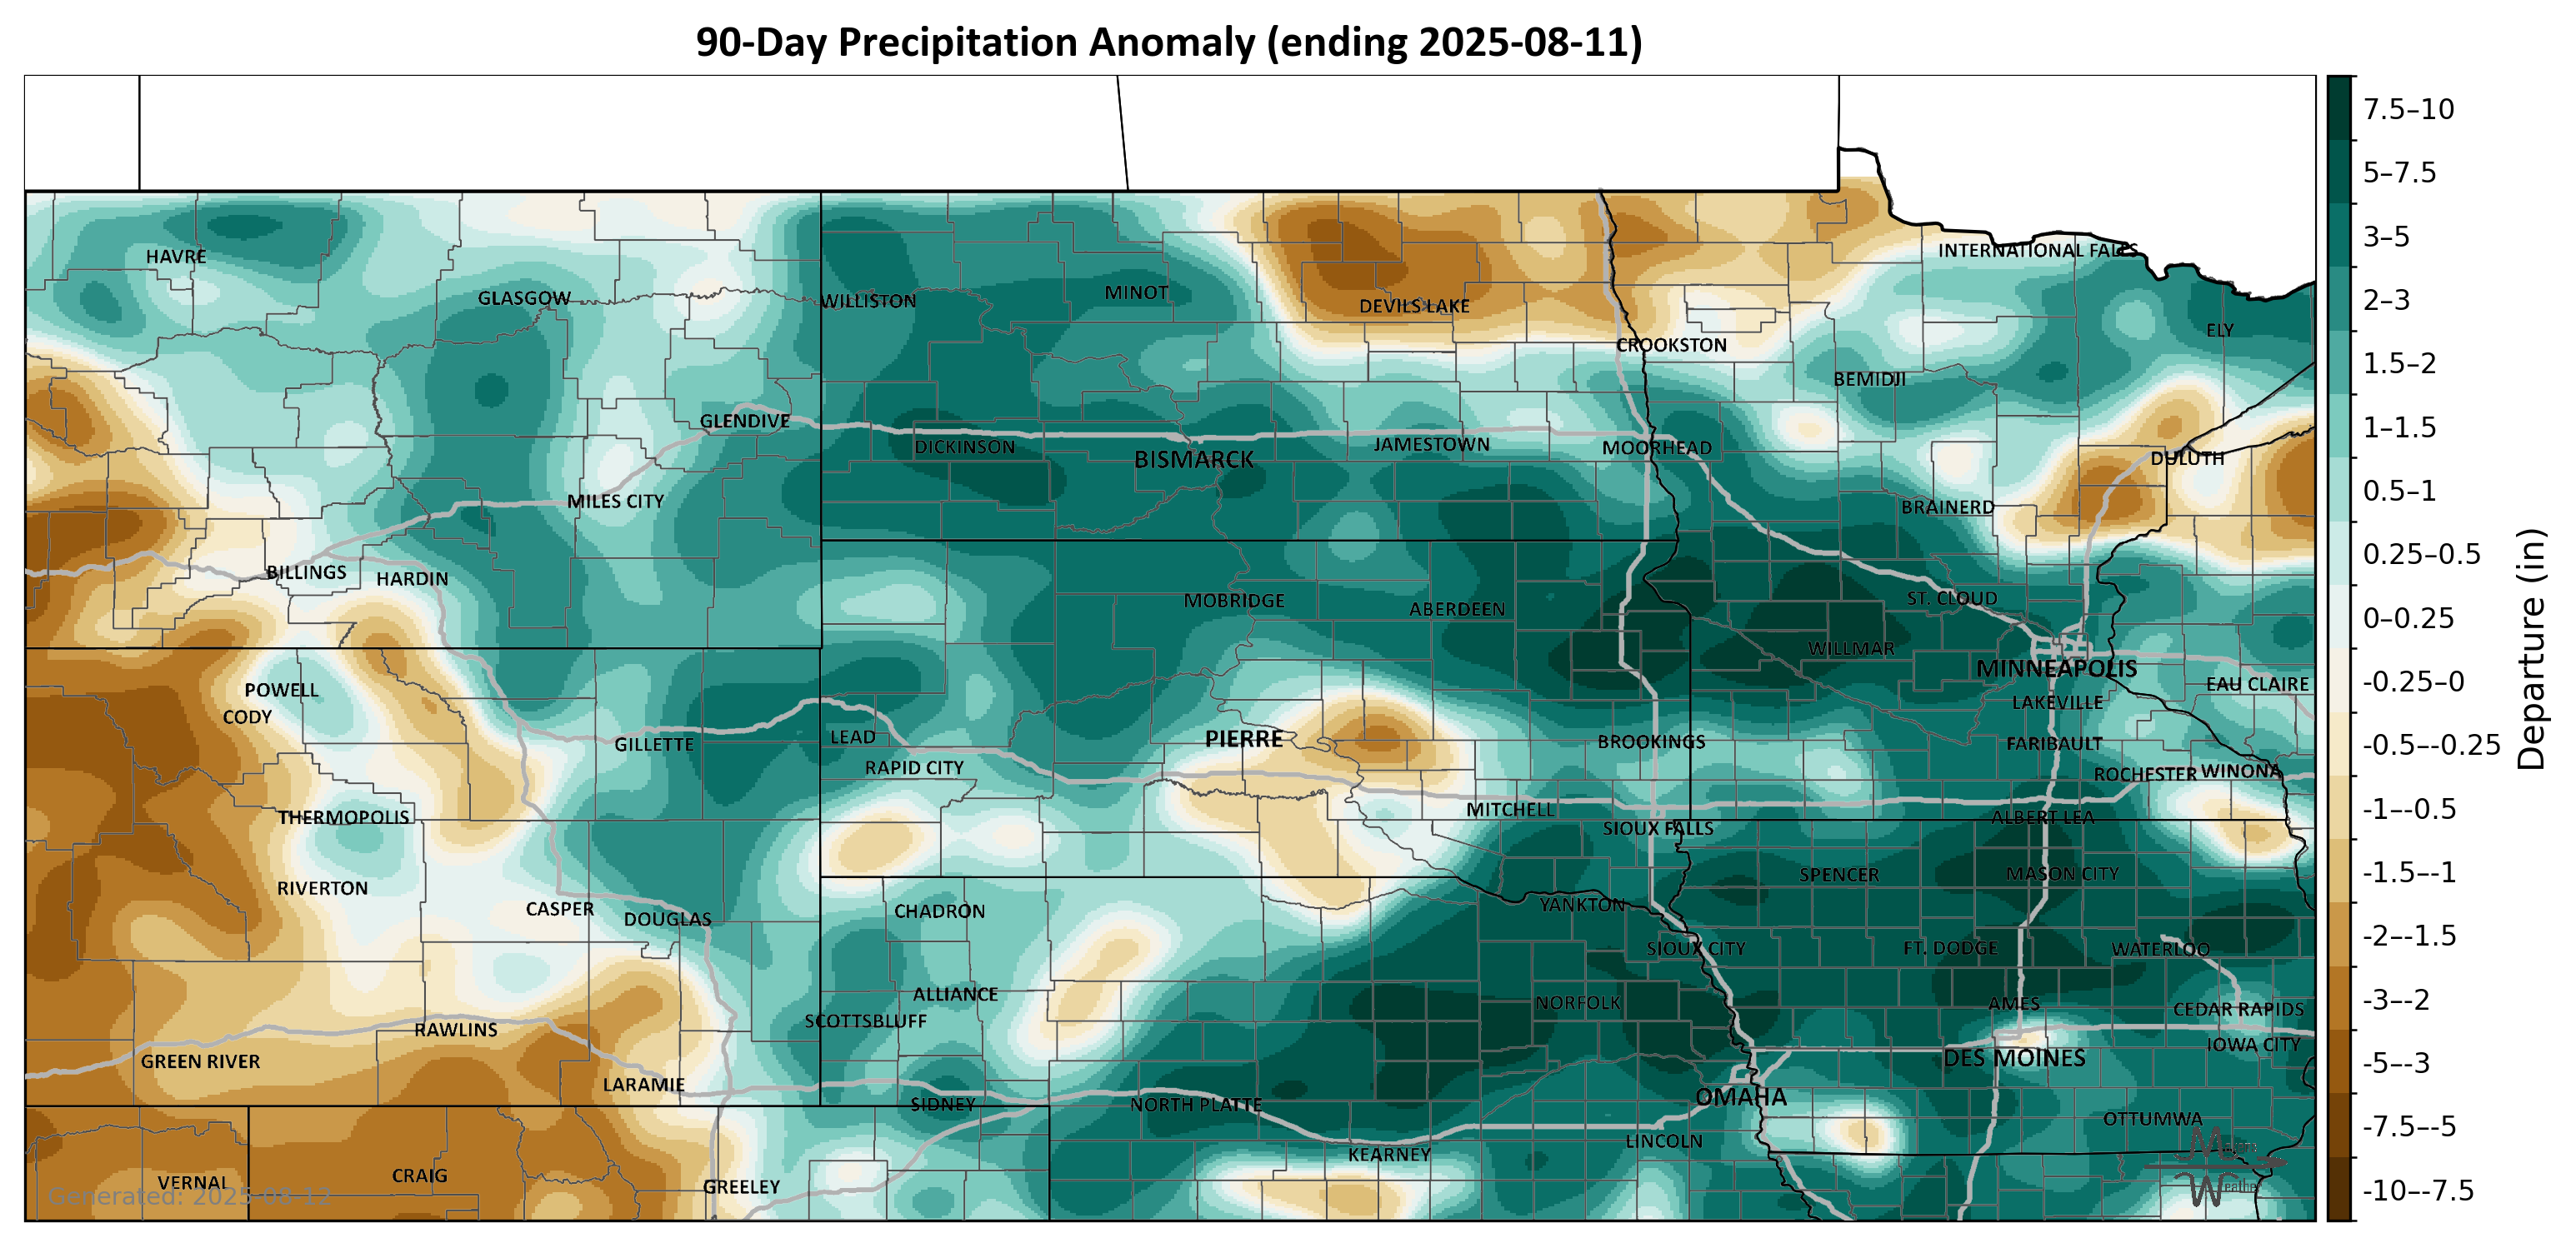 90-Day Precipitation Anomaly (ending 2025-08-11)
HAVRE
INTERNATIONAL FALLS
GLASGOW
WILLISTON
MINOT
DEVILS LAKE
ELY
CROOKSTON
BEMIDJI
GLENDIVE
DICKINSON
BISMARCK
JAMESTOWN
MOORHEAD
DULUTH
MILES CITY
BRAINERD
BILLINGS
HARDIN
MOBRIDGE
ABERDEEN
ST. CLOUD
WILLMAR
MINNEAPOLIS
POWELL
EAU CLAIRE
CODY
LAKEVILLE
GILLETTE
LEAD
PIERRE
BROOKINGS
FARIBAULT
RAPID CITY
ROCHESTER
WINONA
THERMOPOLIS
MITCHELL
SIOUX FALLS
ALBERT LEA
RIVERTON
SPENCER
MASON CITY
CASPER
DOUGLAS
CHADRON
YANKTON
SIOUX CITY
FT. DODGE
WATERLOO
ALLIANCE
NORFOLK
AMES
CEDAR RAPIDS
SCOTTSBLUFF
RAWLINS
IOWA CITY
GREEN RIVER
DES MOINES
LARAMIE
SIDNEY
NORTH PLATTE
OMAHA
OTTUMWA
LINCOLN
KEARNEY
VERNAL
CRAIG
GREELEY
Generated: 2025-08-12
7.5–10
5–7.5
3–5
2–3
1.5–2
1–1.5
0.5–1
0.25–0.5
0–0.25
-0.25–0
-0.5–-0.25
-1–-0.5
-1.5–-1
-2–-1.5
-3–-2
-5–-3
-7.5–-5
-10–-7.5
Departure (in)